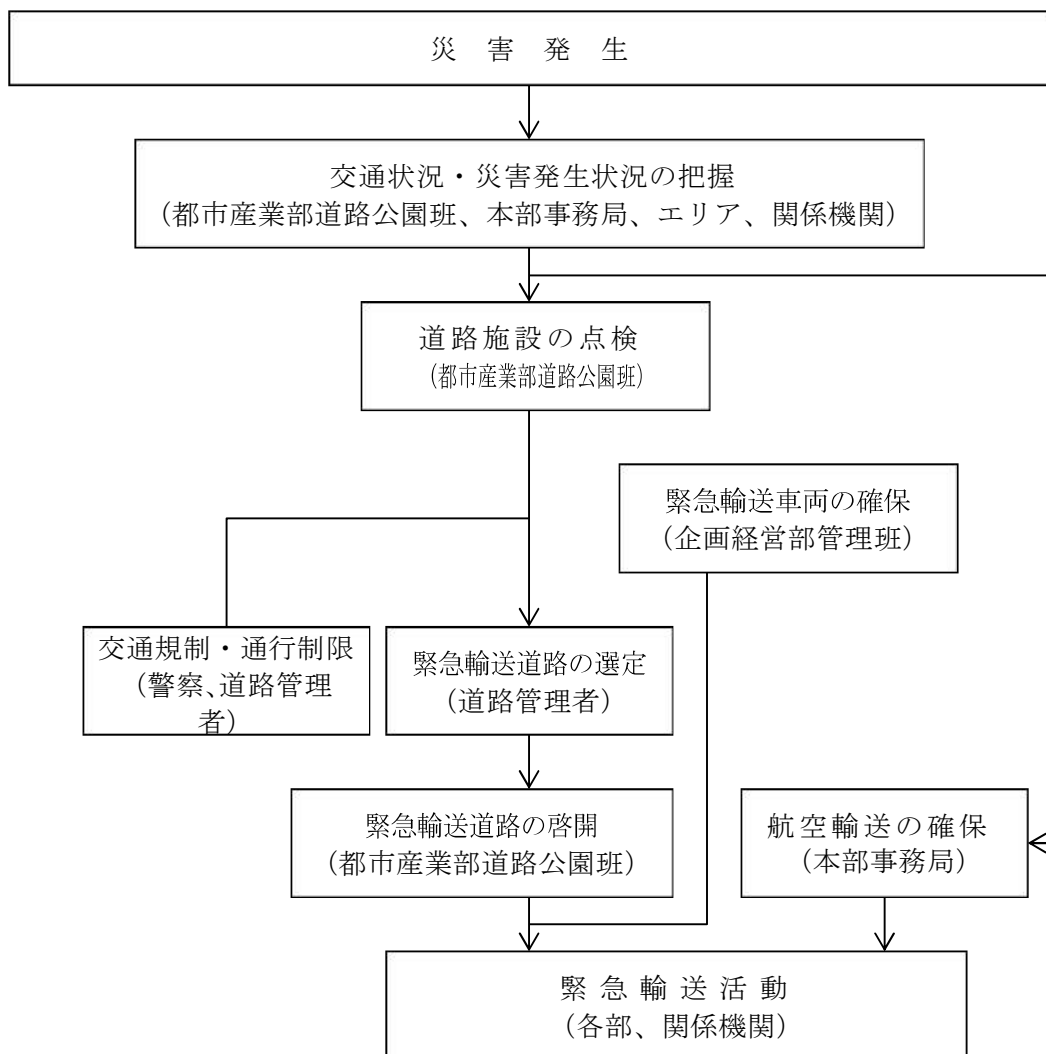 災害発生
交通状況・災害発生状況の把握
（都市産業部道路公園班、本部事務局、エリア、関係機関）
道路施設の点検
（都市産業部道路公園班）
緊急輸送車両の確保
（企画経営部管理班）
交通規制・通行制限
（警察、道路管理
者）
緊急輸送道路の選定
（道路管理者）
緊急輸送道路の啓開
（都市産業部道路公園班）
航空輸送の確保
（本部事務局）
緊急輸送活動
（各部、関係機関）